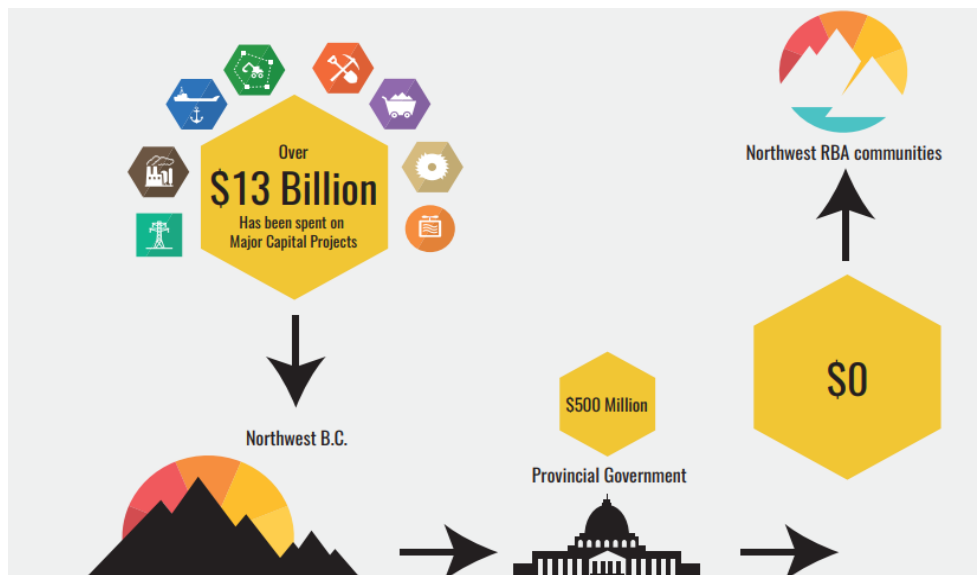 Over
$13 Billion
Has been spent on
Major Capital Projects
Northwest B.C.
$500 Million
Provincial Government
$0
Northwest RBA communities